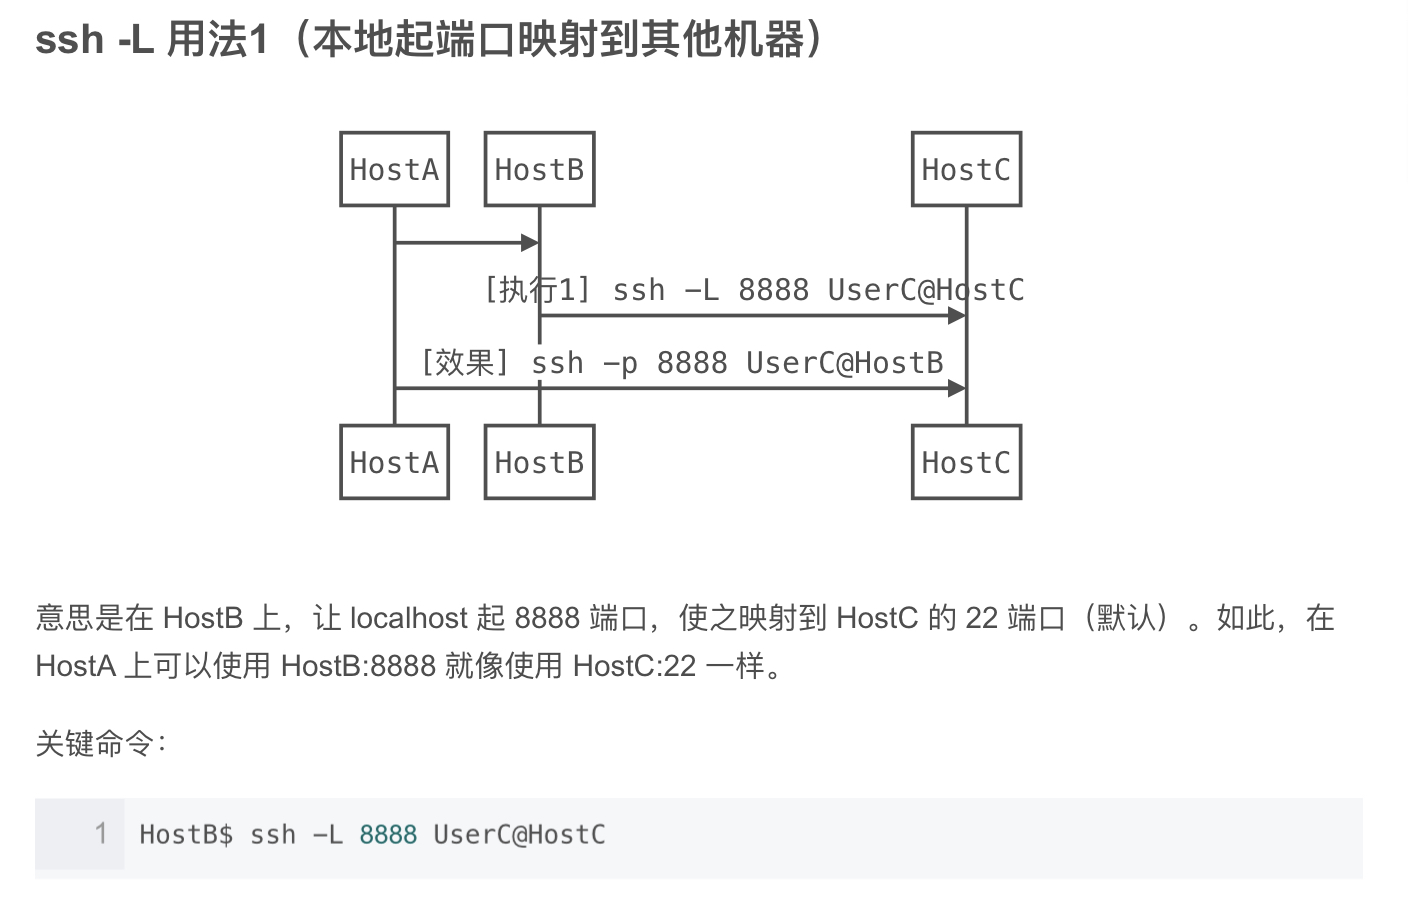 ssh -L 用法1（本地起端口映射到其他机器）
HostA HostB HostC
[执行1] ssh -L 8888 UserC@HostC
[效果] ssh -p 8888 UserC@HostB
HostA HostB HostC
意思是在 HostB 上，让 localhost 起 8888 端口，使之映射到 HostC 的 22 端口（默认）。如此，在
HostA 上可以使用 HostB:8888 就像使用 HostC:22 一样。
关键命令：
1 HostB$ ssh -L 8888 UserC@HostC